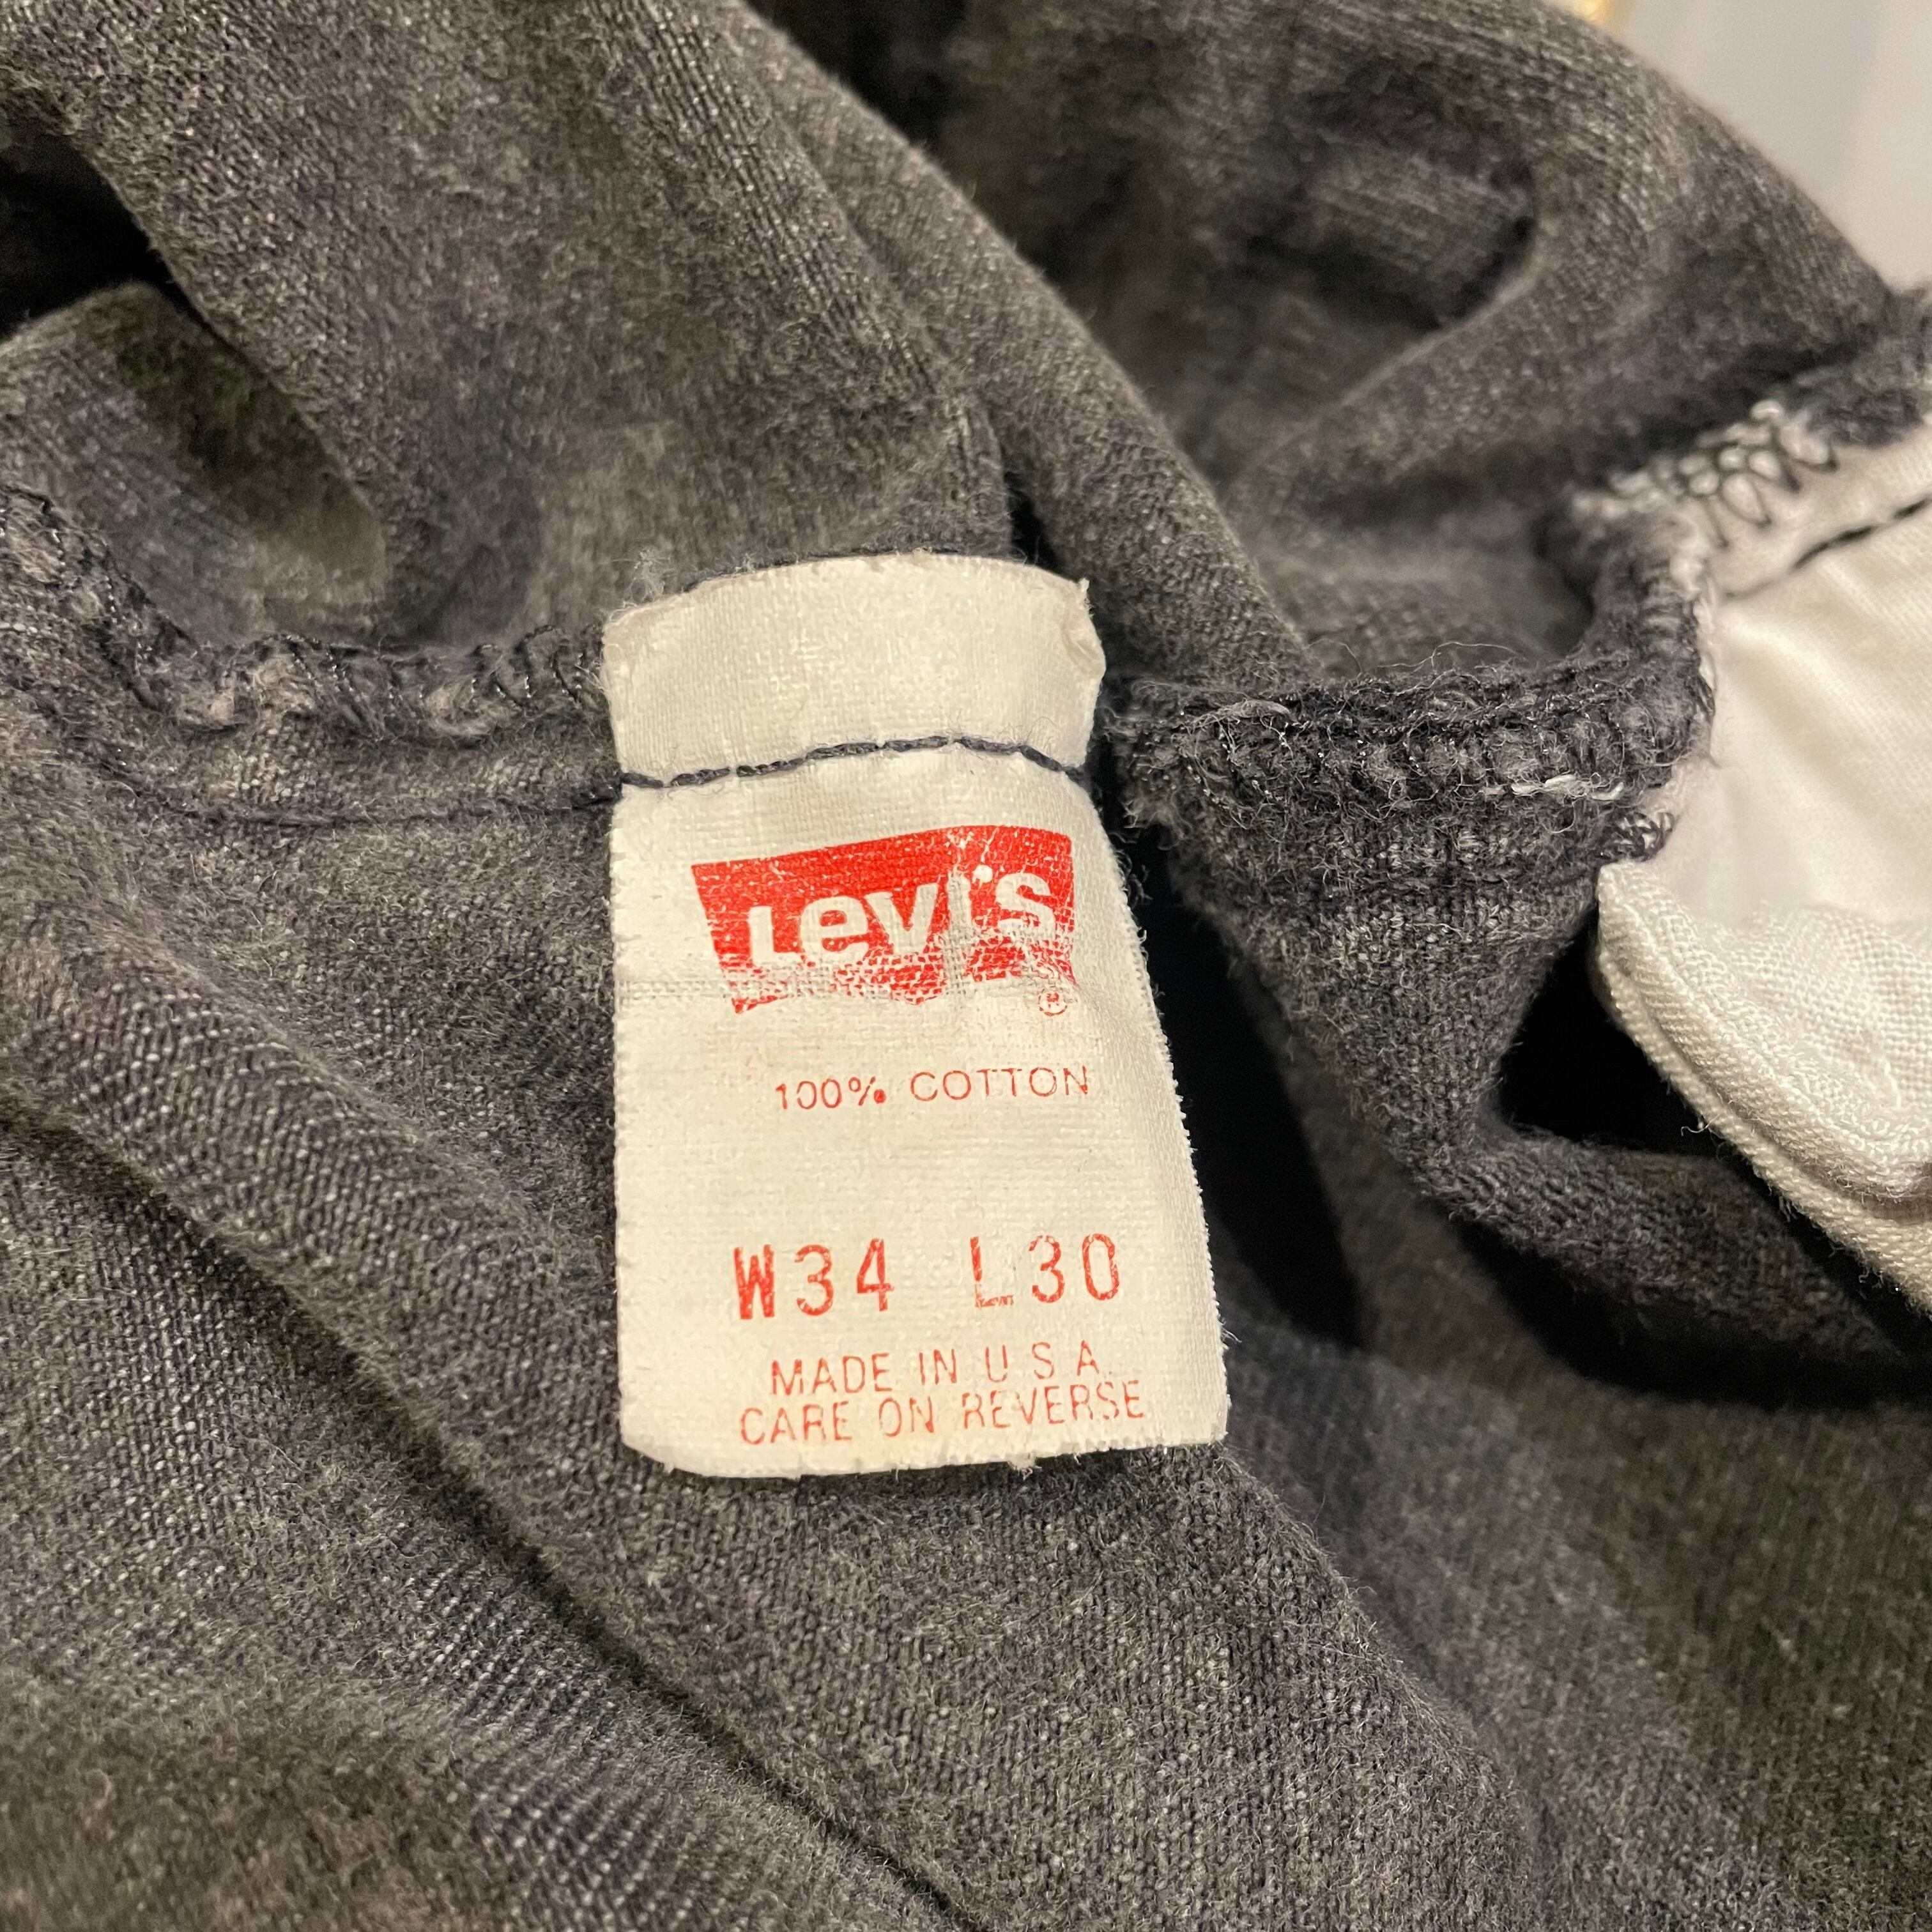 Levi's ®
100% COTTON
W34 L30
MADE IN U S A
CARE ON REVERSE